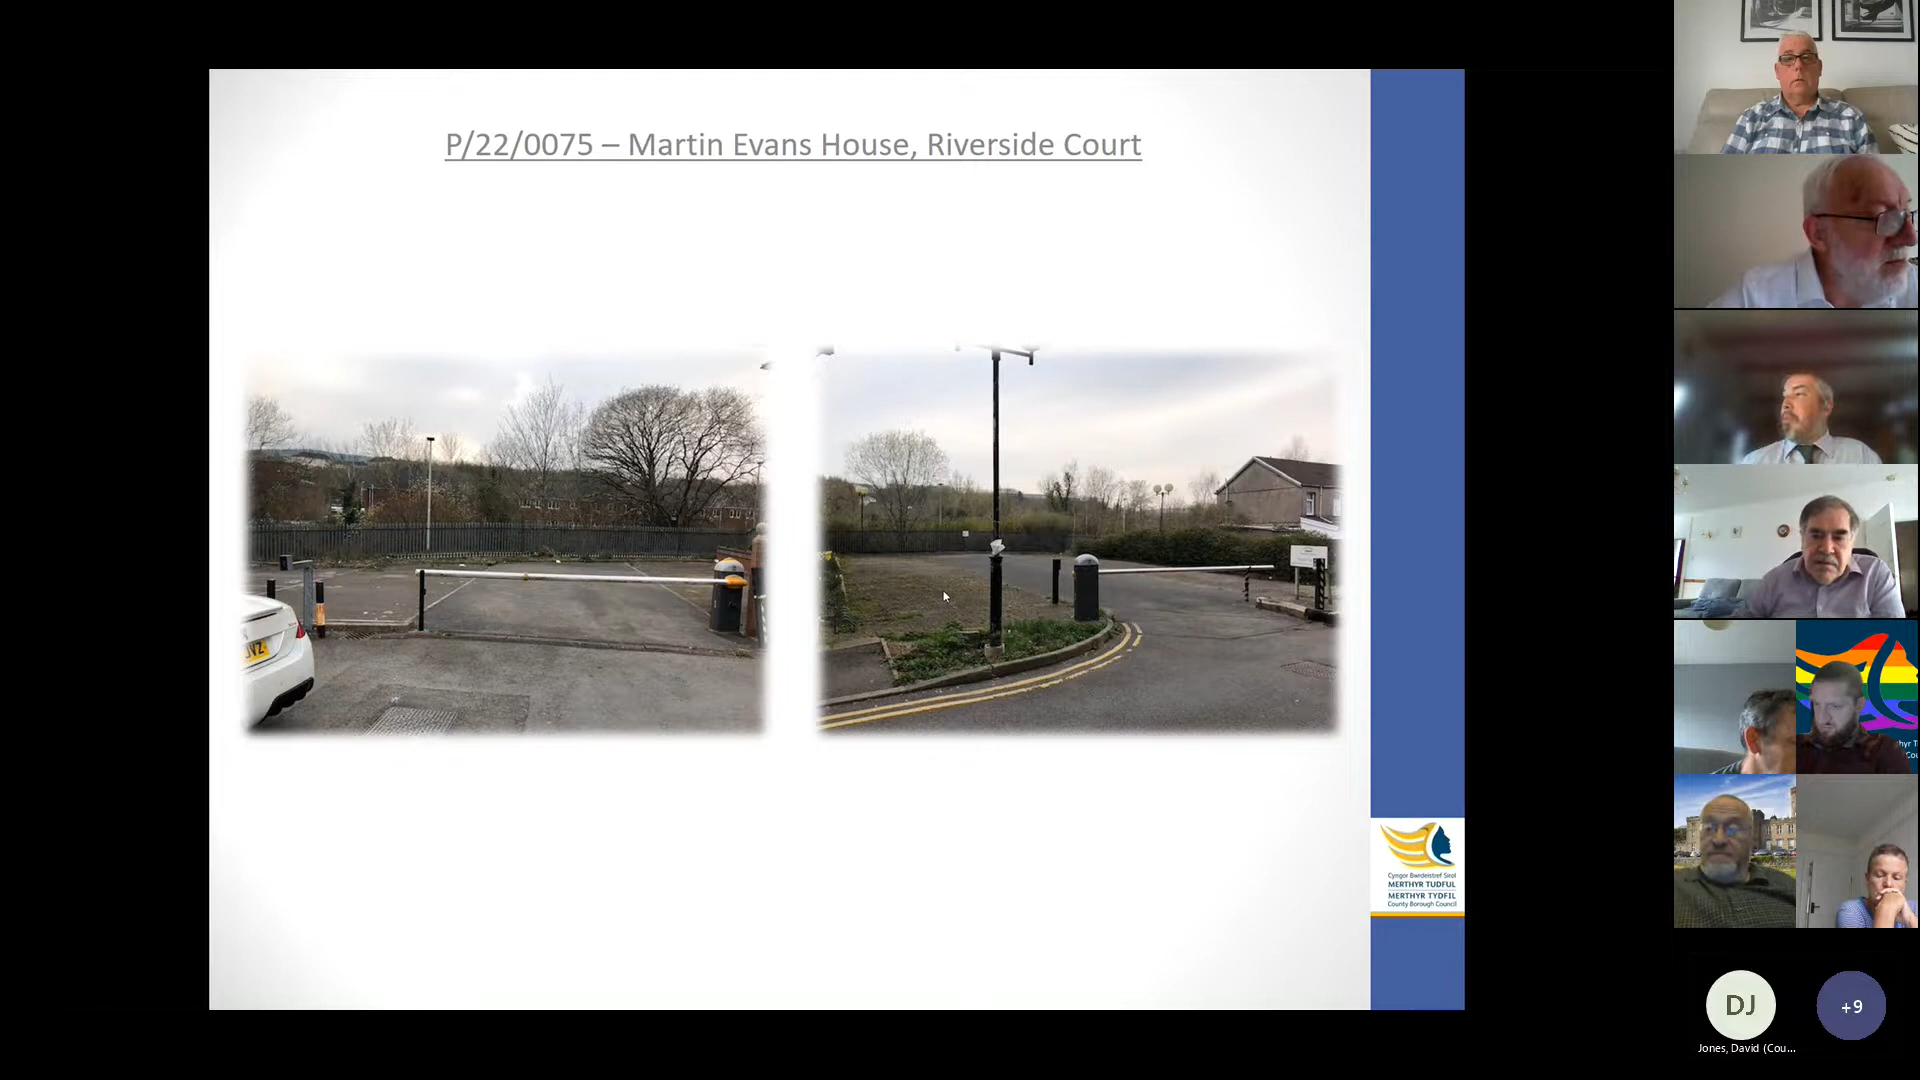 P/22/0075 – Martin Evans House, Riverside Court
Cyngor Bwrdeistref Sirol
MERTHYR TUDFUL
MERTHYR TYDFIL
County Borough Council
DJ
+9
Jones, David (Cou...